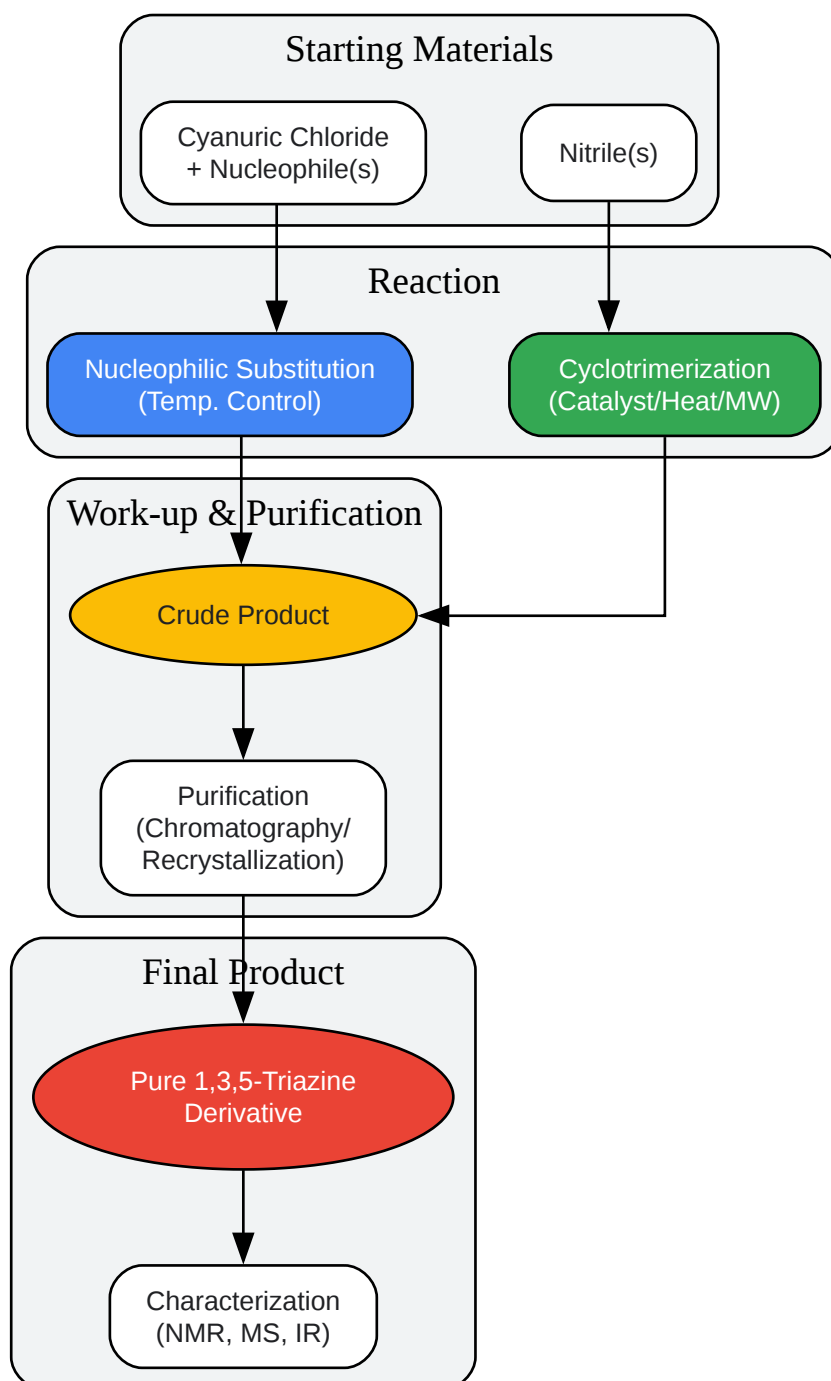 Starting Materials
Cyanuric Chloride
+ Nucleophile(s)
Nitrile(s)
Reaction
Nucleophilic Substitution
(Temp. Control)
Cyclotrimerization
(Catalyst/Heat/MW)
Work-up & Purification
Crude Product
Purification
(Chromatography/
Recrystallization)
Final Product
Pure 1,3,5-Triazine
Derivative
Characterization
(NMR, MS, IR)